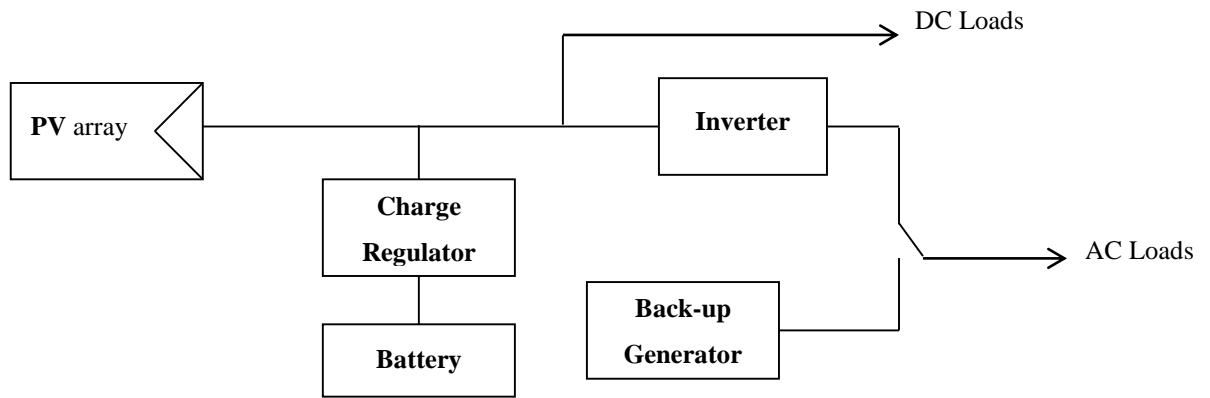 DC Loads
PV array
Inverter
Charge
Regulator
AC Loads
Back-up
Generator
Battery